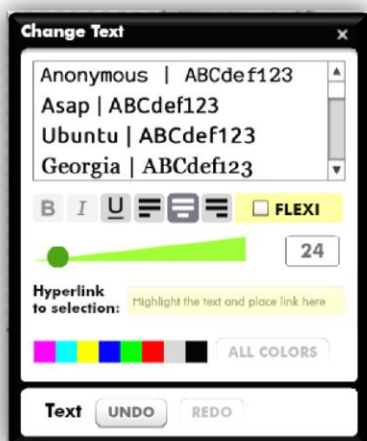 Change Text ×
Anonymous | ABCdef123
Asap | ABCdef123
Ubuntu | ABCdef123
Georgia | ABCdef123
B I U FLEXI
24
Hyperlink
to selection: Highlight the text and place link here
ALL COLORS
Text UNDO REDO